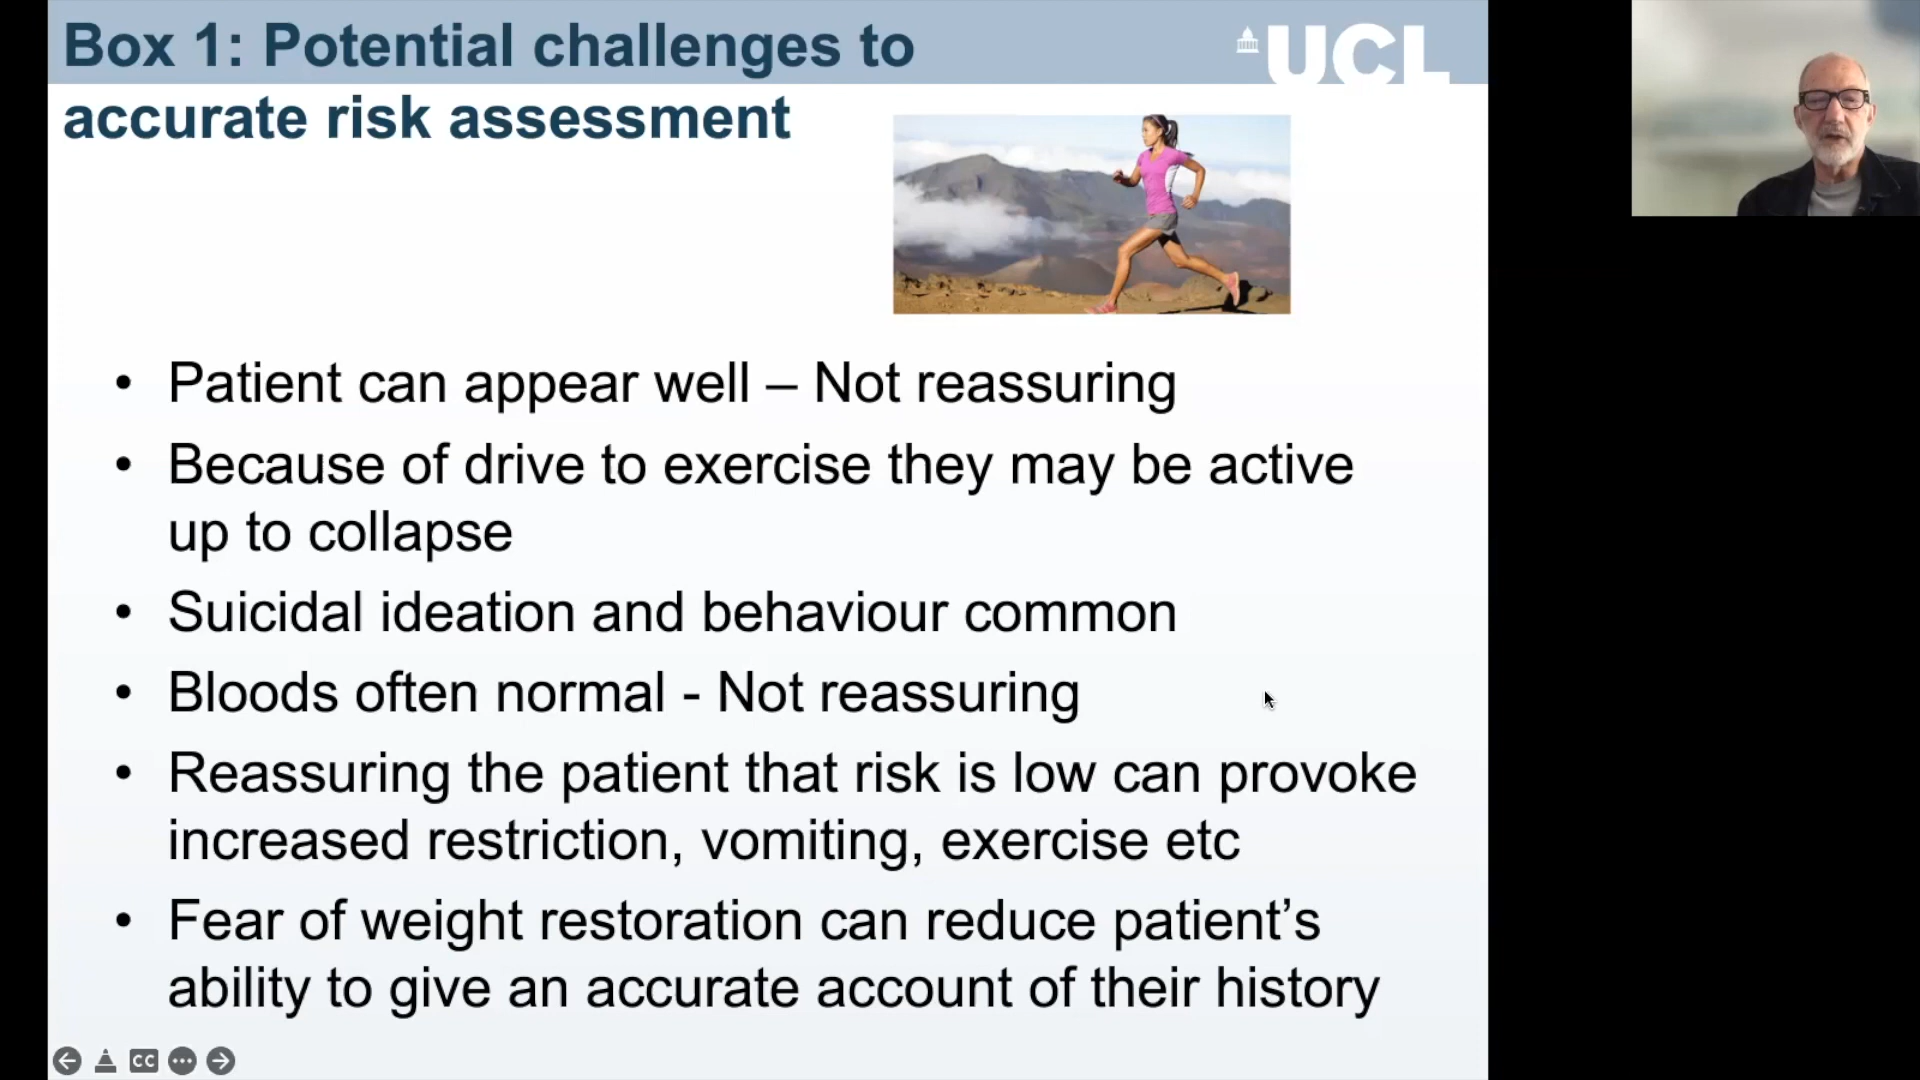 Box 1: Potential challenges to
accurate risk assessment
UCL
• Patient can appear well – Not reassuring
• Because of drive to exercise they may be active
up to collapse
• Suicidal ideation and behaviour common
• Bloods often normal - Not reassuring
• Reassuring the patient that risk is low can provoke
increased restriction, vomiting, exercise etc
• Fear of weight restoration can reduce patient’s
ability to give an accurate account of their history
CC